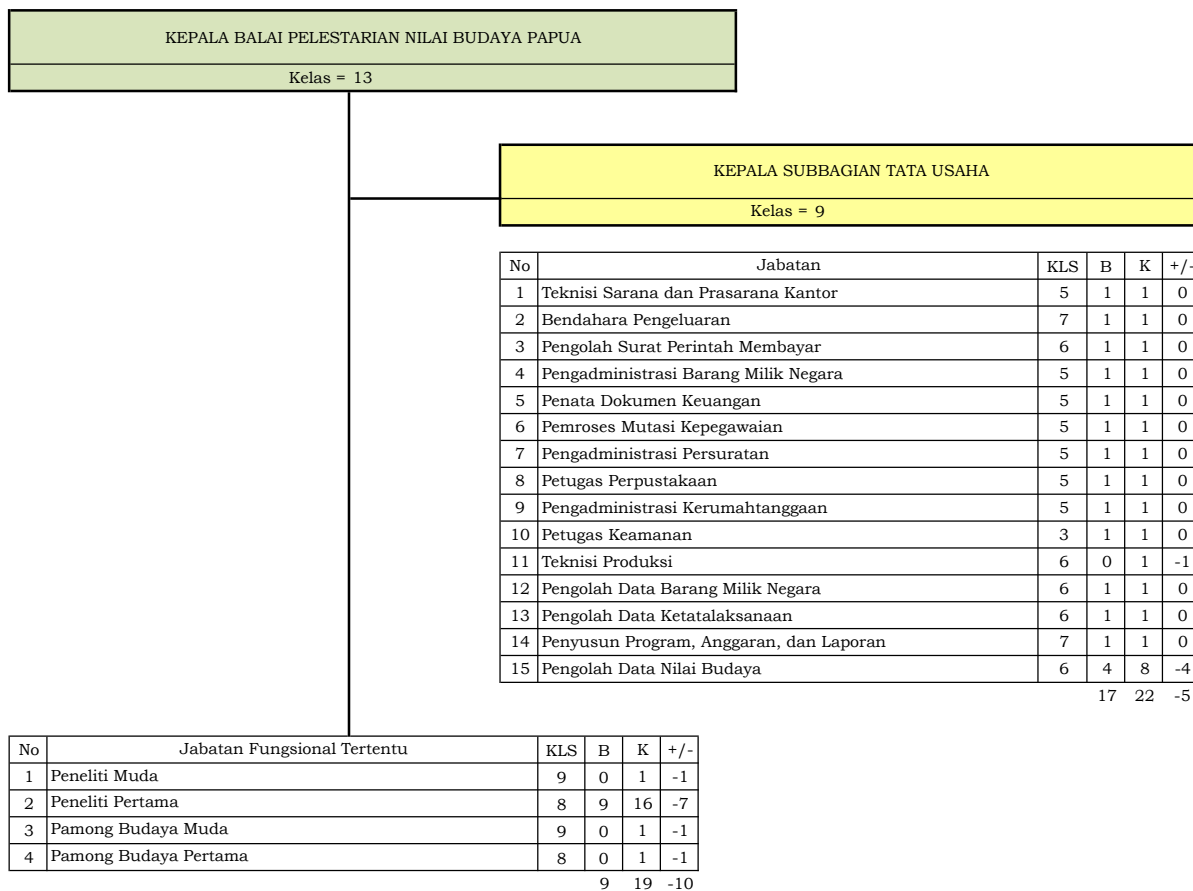 KEPALA BALAI PELESTARIAN NILAI BUDAYA PAPUA
Kelas = 13
KEPALA SUBBAGIAN TATA USAHA
Kelas = 9
No Jabatan KLS B K +/-
1 Teknisi Sarana dan Prasarana Kantor 5 1 1 0
2 Bendahara Pengeluaran 7 1 1 0
3 Pengolah Surat Perintah Membayar 6 1 1 0
4 Pengadministrasi Barang Milik Negara 5 1 1 0
5 Penata Dokumen Keuangan 5 1 1 0
6 Pemroses Mutasi Kepegawaian 5 1 1 0
7 Pengadministrasi Persuratan 5 1 1 0
8 Petugas Perpustakaan 5 1 1 0
9 Pengadministrasi Kerumahtanggaan 5 1 1 0
10 Petugas Keamanan 3 1 1 0
11 Teknisi Produksi 6 0 1 -1
12 Pengolah Data Barang Milik Negara 6 1 1 0
13 Pengolah Data Ketatalaksanaan 6 1 1 0
14 Penyusun Program, Anggaran, dan Laporan 7 1 1 0
15 Pengolah Data Nilai Budaya 6 4 8 -4
17 22 -5
No Jabatan Fungsional Tertentu KLS B K +/-
1 Peneliti Muda 9 0 1 -1
2 Peneliti Pertama 8 9 16 -7
3 Pamong Budaya Muda 9 0 1 -1
4 Pamong Budaya Pertama 8 0 1 -1
9 19 -10